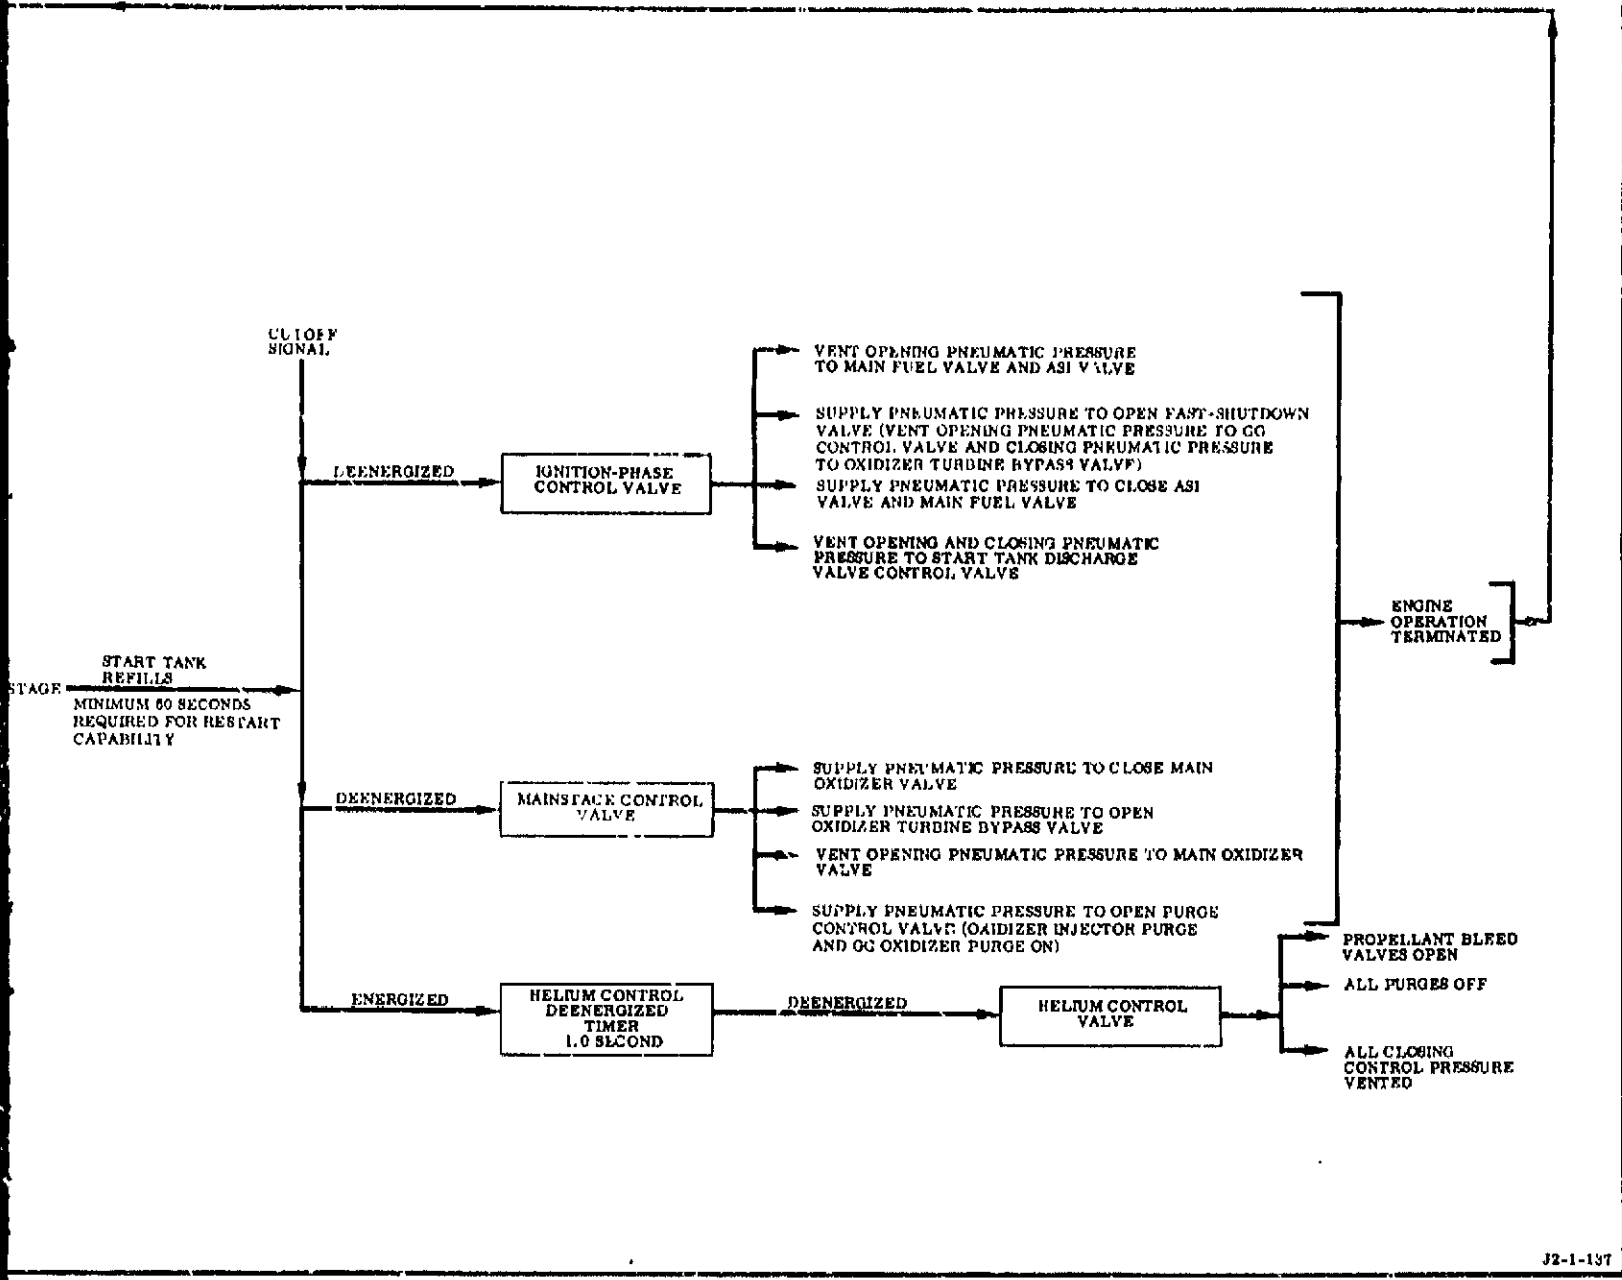 CUTOFF
SIGNAL
DEENERGIZED
IGNITION-PHASE
CONTROL VALVE
VENT OPENING PNEUMATIC PRESSURE
TO MAIN FUEL VALVE AND ASI VALVE
SUPPLY PNEUMATIC PRESSURE TO OPEN FAST-SHUTDOWN
VALVE (VENT OPENING PNEUMATIC PRESSURE TO GG
CONTROL VALVE AND CLOSING PNEUMATIC PRESSURE
TO OXIDIZER TURBINE BYPASS VALVE)
SUPPLY PNEUMATIC PRESSURE TO CLOSE ASI
VALVE AND MAIN FUEL VALVE
VENT OPENING AND CLOSING PNEUMATIC
PRESSURE TO START TANK DISCHARGE
VALVE CONTROL VALVE
ENGINE
OPERATION
TERMINATED
STAGE
START TANK
REFILLS
MINIMUM 60 SECONDS
REQUIRED FOR RESTART
CAPABILITY
DEENERGIZED
MAINSTAGE CONTROL
VALVE
SUPPLY PNEUMATIC PRESSURE TO CLOSE MAIN
OXIDIZER VALVE
SUPPLY PNEUMATIC PRESSURE TO OPEN
OXIDIZER TURBINE BYPASS VALVE
VENT OPENING PNEUMATIC PRESSURE TO MAIN OXIDIZER
VALVE
SUPPLY PNEUMATIC PRESSURE TO OPEN PURGE
CONTROL VALVE (OXIDIZER INJECTOR PURGE
AND GG OXIDIZER PURGE ON)
ENERGIZED
HELIUM CONTROL
DEENERGIZED
TIMER
1.0 SECOND
DEENERGIZED
HELIUM CONTROL
VALVE
PROPELLANT BLEED
VALVES OPEN
ALL PURGES OFF
ALL CLOSING
CONTROL PRESSURE
VENTED
J2-1-137